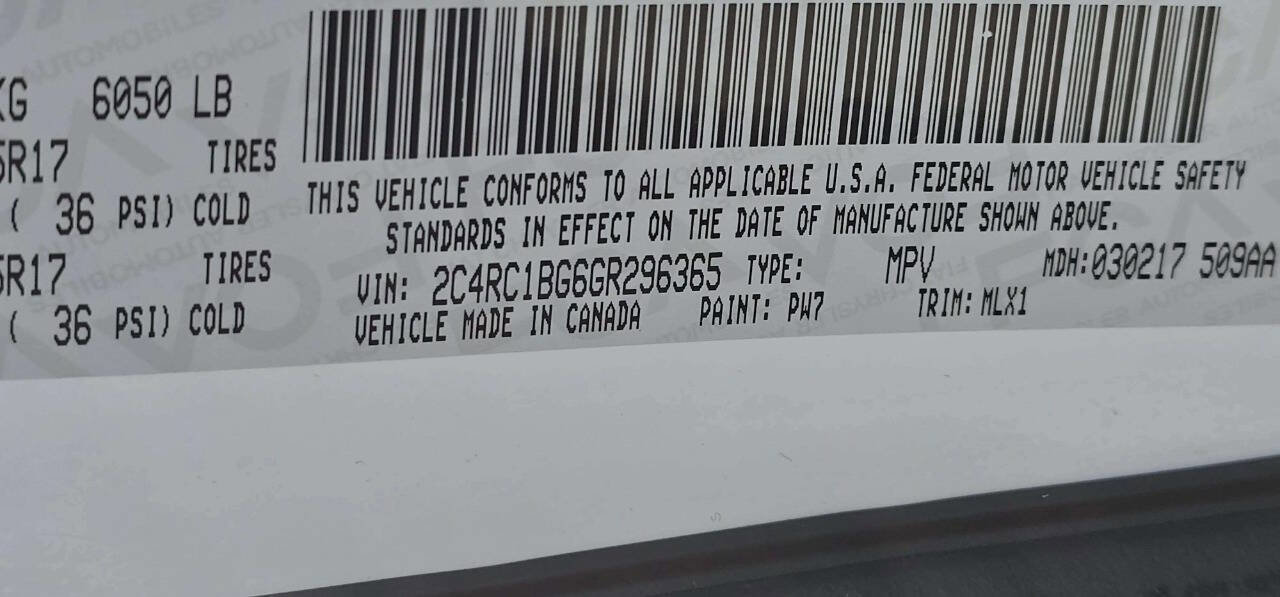 KG 6050 LB
5R17 TIRES
( 36 PSI) COLD
5R17 TIRES
( 36 PSI) COLD
THIS VEHICLE CONFORMS TO ALL APPLICABLE U.S.A. FEDERAL MOTOR VEHICLE SAFETY
STANDARDS IN EFFECT ON THE DATE OF MANUFACTURE SHOWN ABOVE.
VIN: 2C4RC1BG6GR296365 TYPE: MPV MDH:030217 509AA
VEHICLE MADE IN CANADA PAINT: PW7 TRIM: MLX1